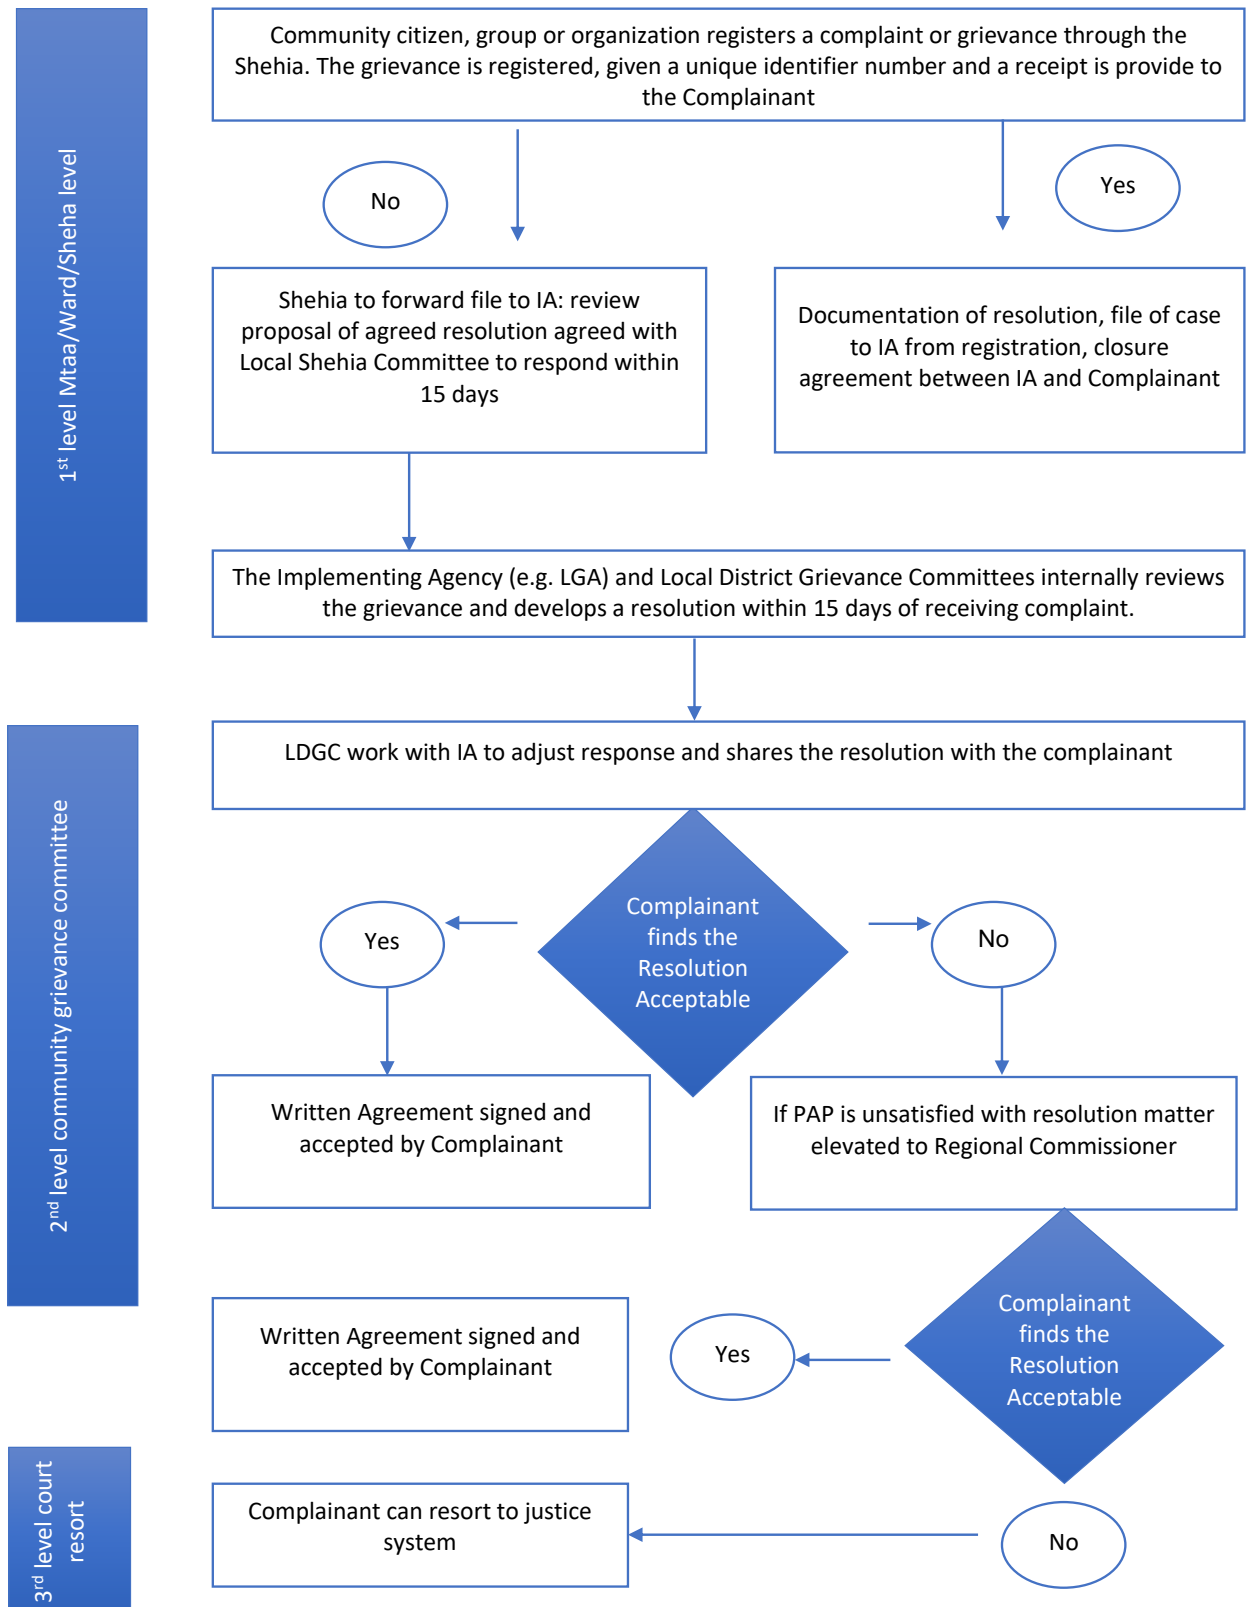 1st level Mtaa/Ward/Sheha level
Community citizen, group or organization registers a complaint or grievance through the
Shehia. The grievance is registered, given a unique identifier number and a receipt is provide to
the Complainant
No
Yes
Shehia to forward file to IA: review
proposal of agreed resolution agreed with
Local Shehia Committee to respond within
15 days
Documentation of resolution, file of case
to IA from registration, closure
agreement between IA and Complainant
The Implementing Agency (e.g. LGA) and Local District Grievance Committees internally reviews
the grievance and develops a resolution within 15 days of receiving complaint.
2nd level community grievance committee
LDGC work with IA to adjust response and shares the resolution with the complainant
Complainant
finds the
Resolution
Acceptable
Yes
No
Written Agreement signed and
accepted by Complainant
If PAP is unsatisfied with resolution matter
elevated to Regional Commissioner
Complainant
finds the
Resolution
Acceptable
Yes
Written Agreement signed and
accepted by Complainant
3rd level court
resort
Complainant can resort to justice
system
No